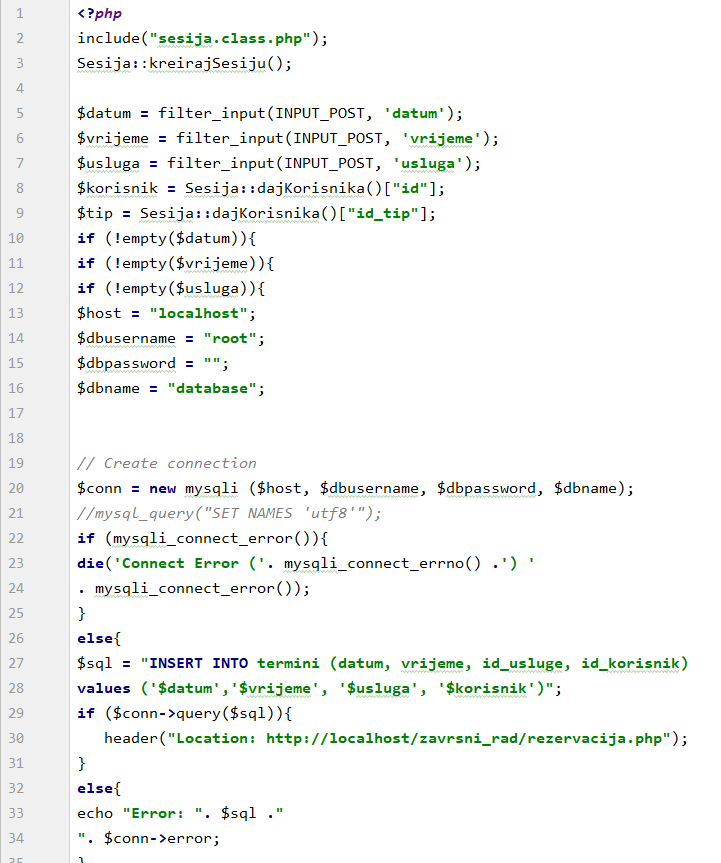 1 <?php
2 include("sesija.class.php");
3 Sesija::kreirajSesiju();
4
5 $datum = filter_input(INPUT_POST, 'datum');
6 $vrijeme = filter_input(INPUT_POST, 'vrijeme');
7 $usluga = filter_input(INPUT_POST, 'usluga');
8 $korisnik = Sesija::dajKorisnika()["id"];
9 $tip = Sesija::dajKorisnika()["id_tip"];
10 if (!empty($datum)){
11 if (!empty($vrijeme)){
12 if (!empty($usluga)){
13 $host = "localhost";
14 $dbusername = "root";
15 $dbpassword = "";
16 $dbname = "database";
17
18
19 // Create connection
20 $conn = new mysqli ($host, $dbusername, $dbpassword, $dbname);
21 //mysql_query("SET NAMES 'utf8'");
22 if (mysqli_connect_error()){
23 die('Connect Error ('. mysqli_connect_errno() .') '
24 . mysqli_connect_error());
25 }
26 else{
27 $sql = "INSERT INTO termini (datum, vrijeme, id_usluge, id_korisnik)
28 values ('$datum','$vrijeme', '$usluga', '$korisnik')";
29 if ($conn->query($sql)){
30    header("Location: http://localhost/zavrsni_rad/rezervacija.php");
31 }
32 else{
33 echo "Error: ". $sql ."
34 ". $conn->error;
35 }